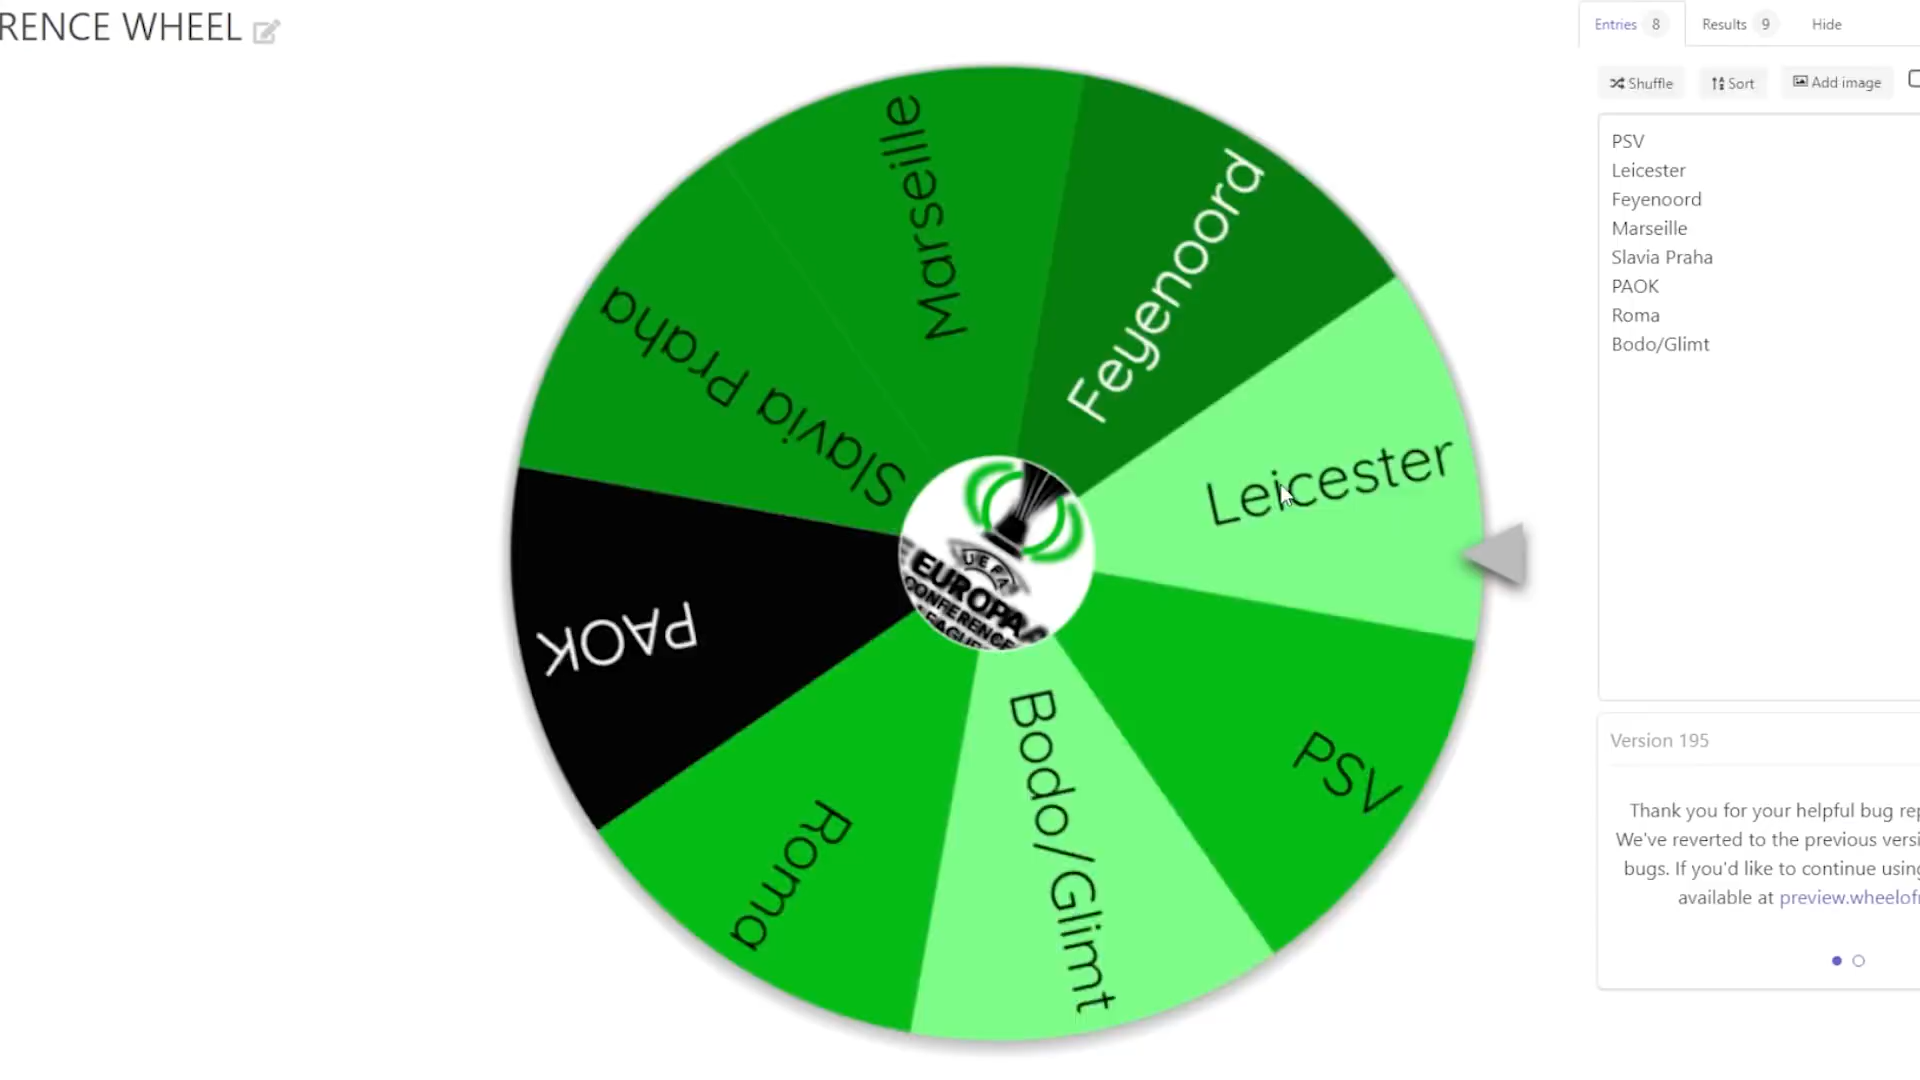 RENCE WHEEL
Entries 8
Results 9
Hide
Shuffle
Sort
Add image
PSV
Leicester
Feyenoord
Marseille
Slavia Praha
PAOK
Roma
Bodo/Glimt
Marseille
Feyenoord
Slavia Praha
Leicester
PAOK
PSV
Roma
Bodo/Glimt
UEFA
EUROPA
CONFERENCE
LEAGUE
Version 195
Thank you for your helpful bug rep
We've reverted to the previous versi
bugs. If you'd like to continue using
available at preview.wheelofn